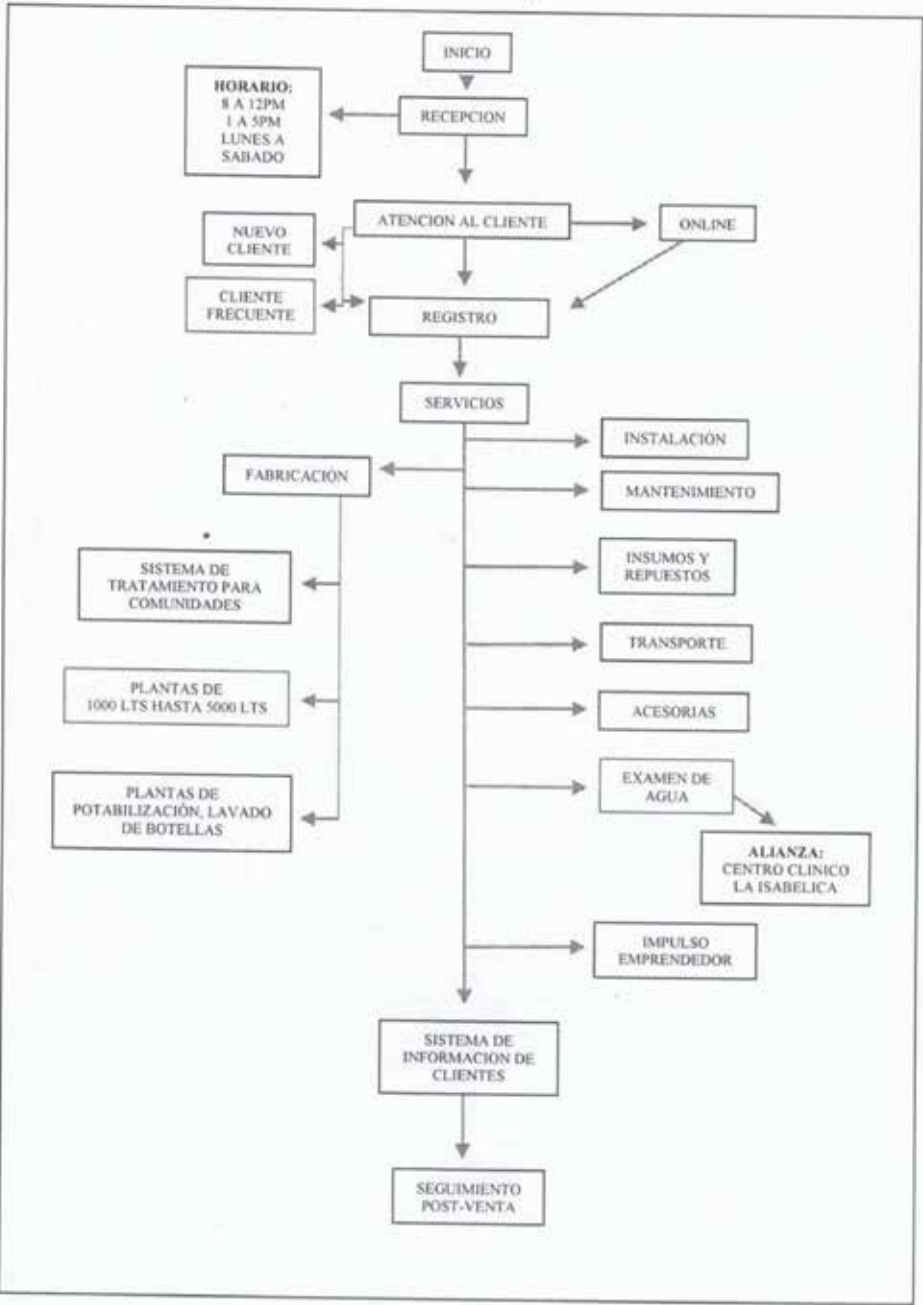 INICIO
HORARIO:
8 A 12PM
1 A 5PM
LUNES A
SABADO
RECEPCION
ATENCION AL CLIENTE
ONLINE
NUEVO
CLIENTE
CLIENTE
FRECUENTE
REGISTRO
SERVICIOS
INSTALACIÓN
FABRICACIÓN
MANTENIMIENTO
SISTEMA DE
TRATAMIENTO PARA
COMUNIDADES
INSUMOS Y
REPUESTOS
TRANSPORTE
PLANTAS DE
1000 LTS HASTA 5000 LTS
ACESORIAS
PLANTAS DE
POTABILIZACIÓN, LAVADO
DE BOTELLAS
EXAMEN DE
AGUA
ALIANZA:
CENTRO CLINICO
LA ISABELICA
IMPULSO
EMPRENDEDOR
SISTEMA DE
INFORMACION DE
CLIENTES
SEGUIMIENTO
POST-VENTA